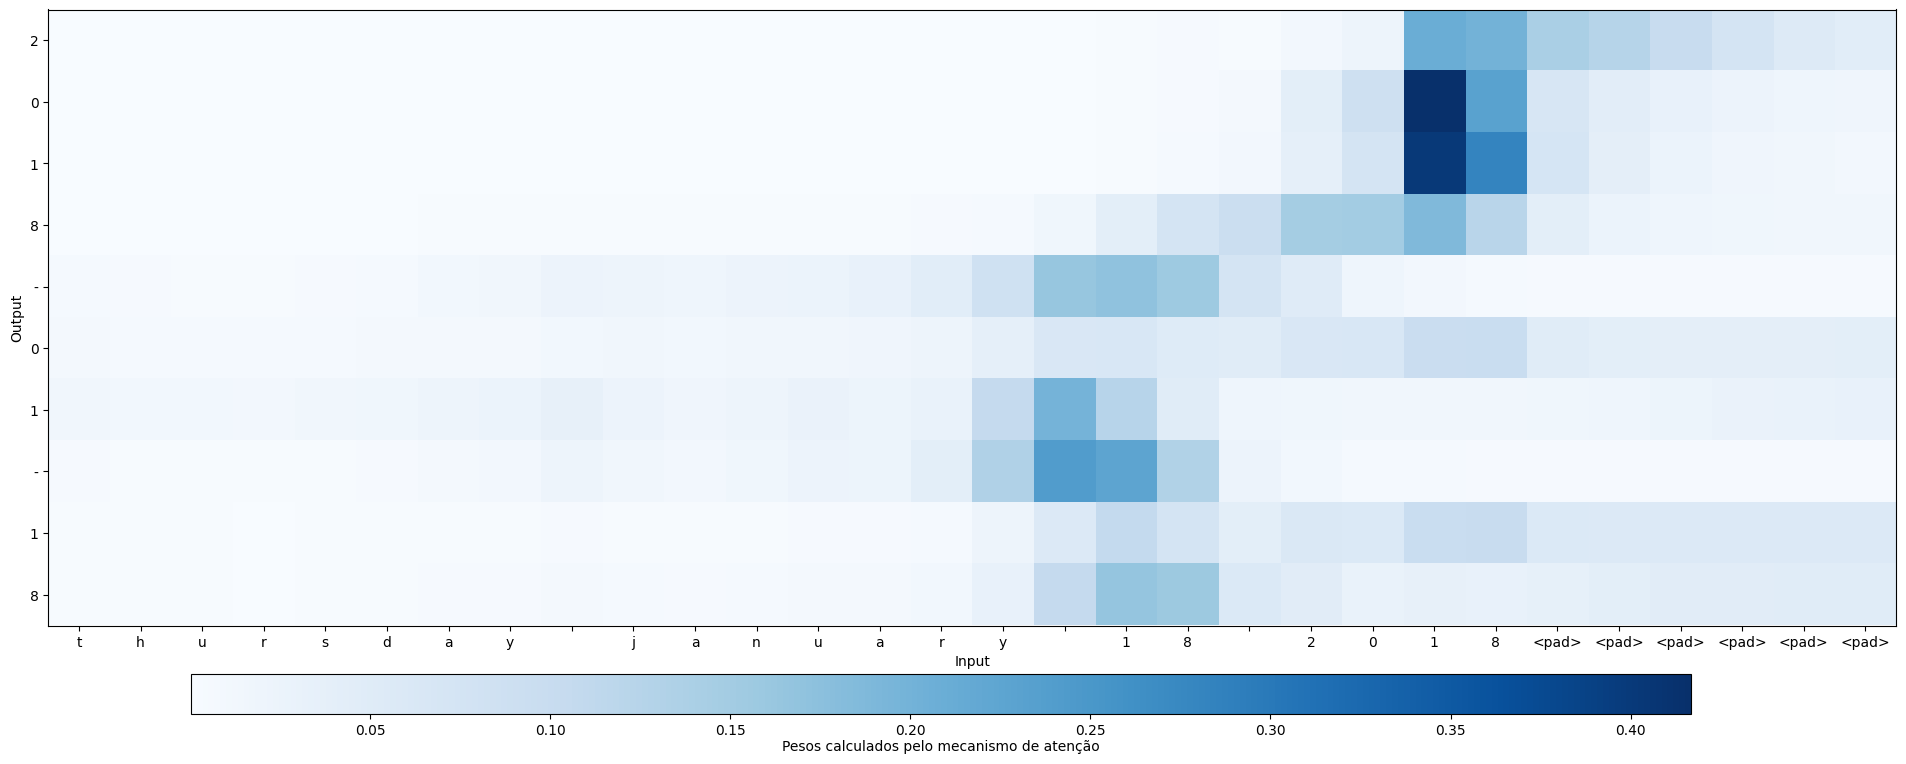 Output
2
0
1
8
-
0
1
-
1
8
t h u r s d a y j a n u a r y 1 8 2 0 1 8 <pad> <pad> <pad> <pad> <pad> <pad>
Input
0.05 0.10 0.15 0.20 0.25 0.30 0.35 0.40
Pesos calculados pelo mecanismo de atenção